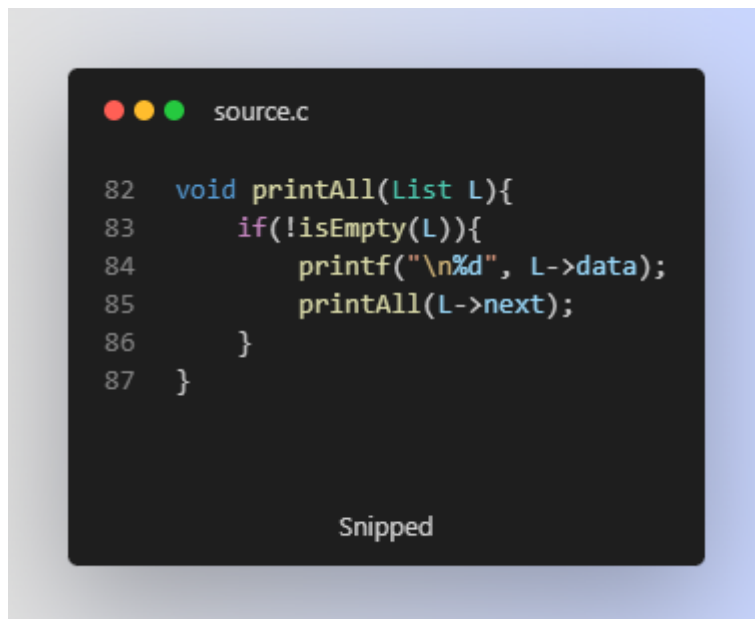 source.c
82 void printAll(List L){
83     if(!isEmpty(L)){
84         printf("\n%d", L->data);
85         printAll(L->next);
86     }
87 }
Snipped